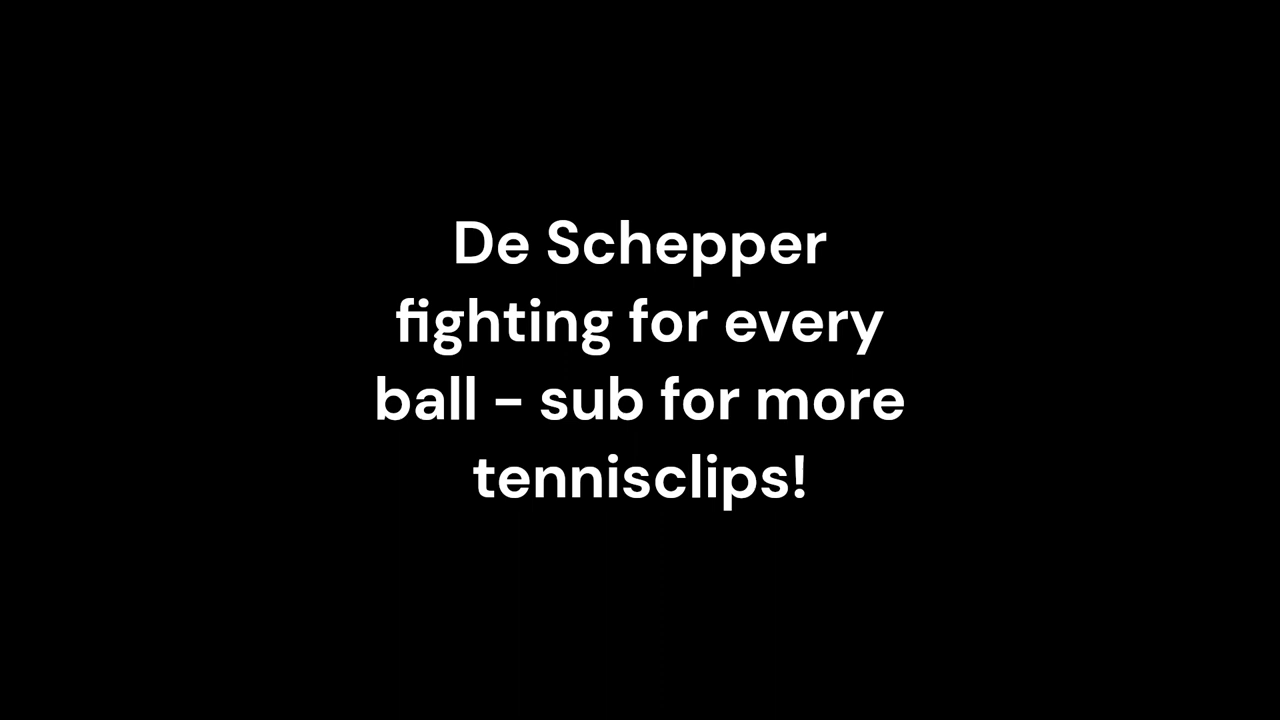 De Schepper
fighting for every
ball - sub for more
tennisclips!